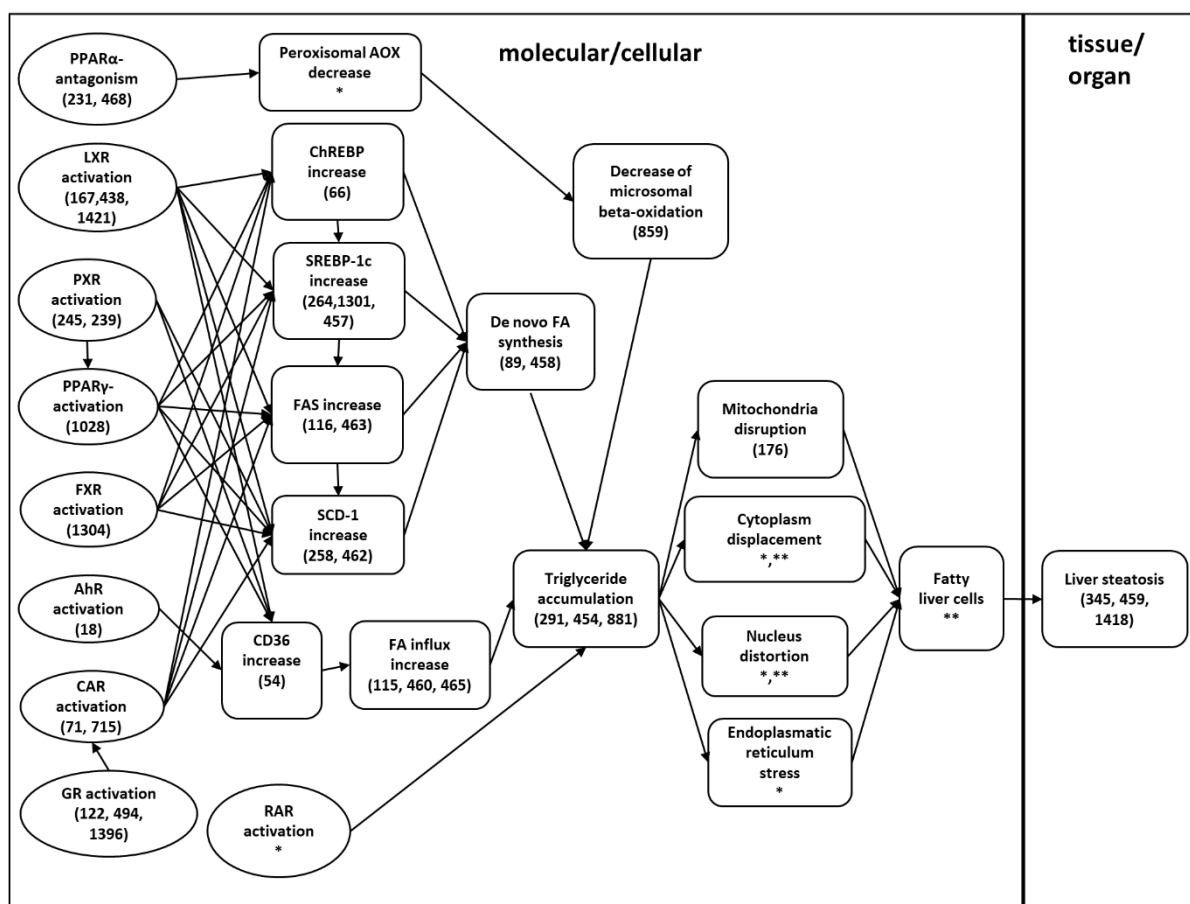 molecular/cellular
tissue/
organ
PPARα-
antagonism
(231, 468)
Peroxisomal AOX
decrease
*
LXR
activation
(167,438,
1421)
ChREBP
increase
(66)
Decrease of
microsomal
beta-oxidation
(859)
PXR
activation
(245, 239)
SREBP-1c
increase
(264,1301,
457)
De novo FA
synthesis
(89, 458)
PPARγ-
activation
(1028)
FAS increase
(116, 463)
Mitochondria
disruption
(176)
FXR
activation
(1304)
SCD-1
increase
(258, 462)
Cytoplasm
displacement
*,**
AhR
activation
(18)
Triglyceride
accumulation
(291, 454, 881)
Fatty
liver cells
**
Liver steatosis
(345, 459,
1418)
CD36
increase
(54)
FA influx
increase
(115, 460, 465)
Nucleus
distortion
*,**
CAR
activation
(71, 715)
Endoplasmatic
reticulum
stress
*
GR activation
(122, 494,
1396)
RAR
activation
*